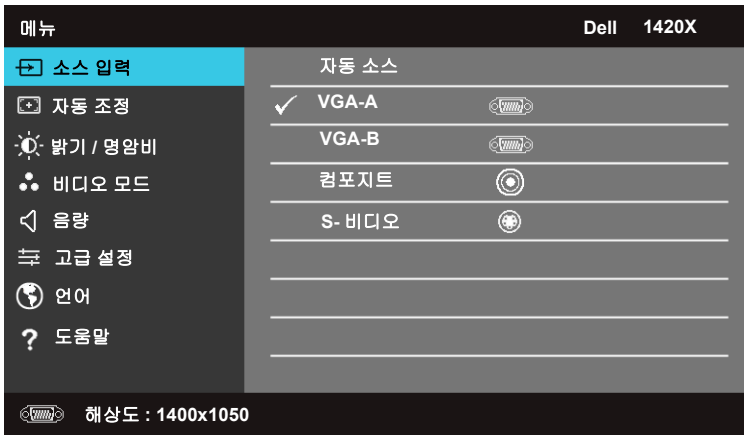 메뉴 Dell 1420X
소스 입력
자동 조정
밝기 / 명암비
비디오 모드
음량
고급 설정
언어
? 도움말
자동 소스
VGA-A
VGA-B
컴포지트
S- 비디오
해상도 : 1400x1050